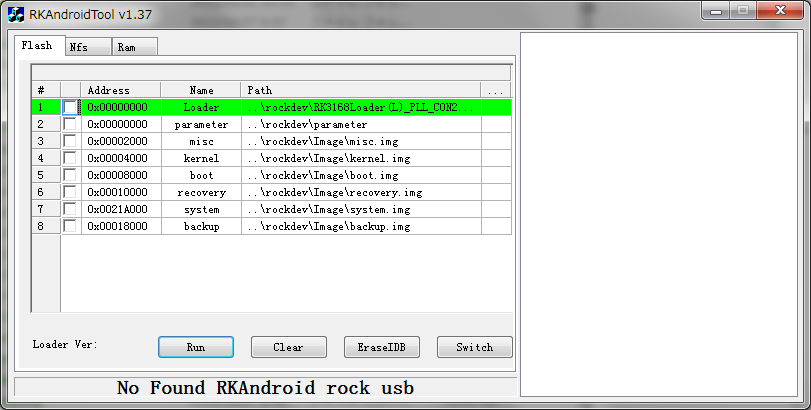 RKAndroidTool v1.37
Flash Nfs Ram
# Address Name Path ...
1 0x00000000 Loader ..\rockdev\RK3168Loader(L)_PLL_CON2...
2 0x00000000 parameter ..\rockdev\parameter
3 0x00002000 misc ..\rockdev\Image\misc.img
4 0x00004000 kernel ..\rockdev\Image\kernel.img
5 0x00008000 boot ..\rockdev\Image\boot.img
6 0x00010000 recovery ..\rockdev\Image\recovery.img
7 0x0021A000 system ..\rockdev\Image\system.img
8 0x00018000 backup ..\rockdev\Image\backup.img
Loader Ver: Run Clear EraseIDB Switch
No Found RKAndroid rock usb